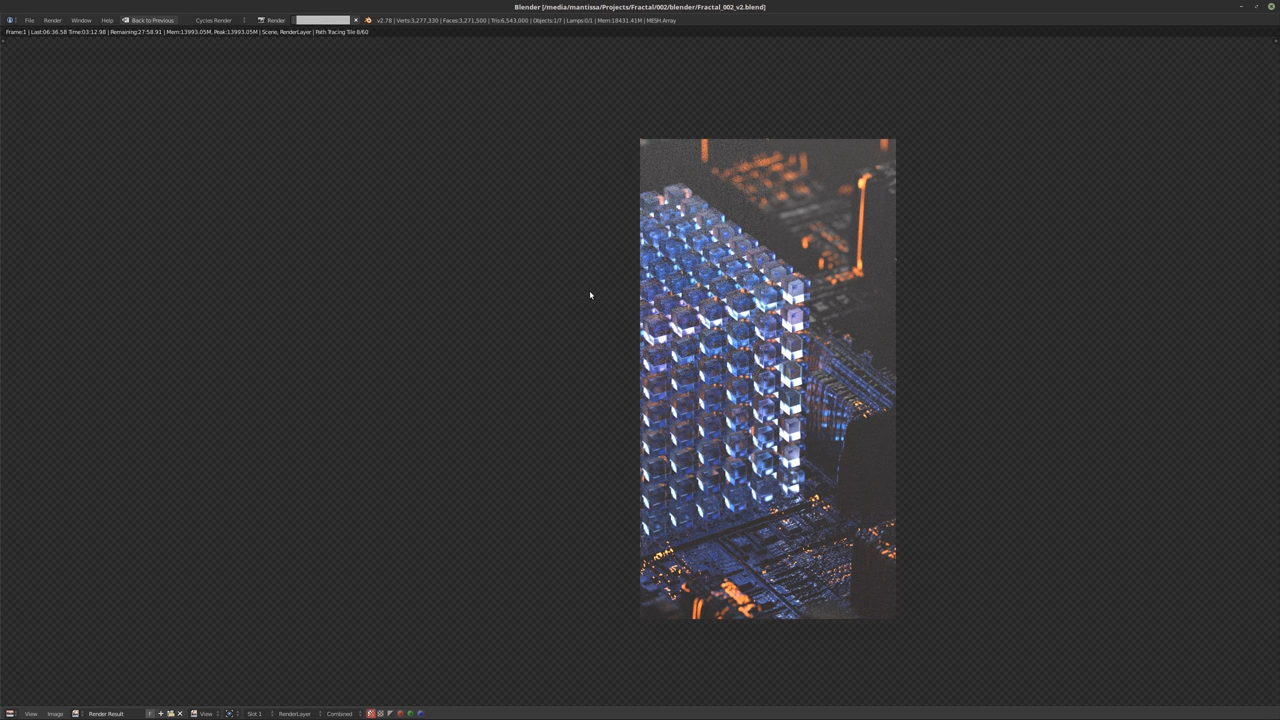 Blender [/media/mantissa/Projects/Fractal/002/blender/Fractal_002_v2.blend]
File Render Window Help Back to Previous Cycles Render Render v2.78 | Verts:3,277,330 | Faces:3,271,500 | Tris:6,543,000 | Objects:1/7 | Lamps:0/1 | Mem:18431.41M | MESH.Array
Frame:1 | Last:06:36.58 Time:03:12.98 | Remaining:27:58.91 | Mem:13993.05M, Peak:13993.05M | Scene, RenderLayer | Path Tracing Tile 8/60
View Image Render Result F View Slot 1 RenderLayer Combined